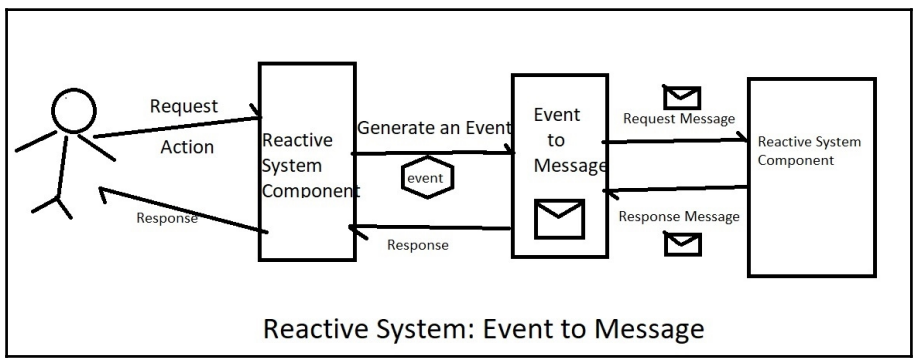 Request
Action
Response
Reactive
System
Component
Generate an Event
event
Response
Event
to
Message
Request Message
Response Message
Reactive System
Component
Reactive System: Event to Message